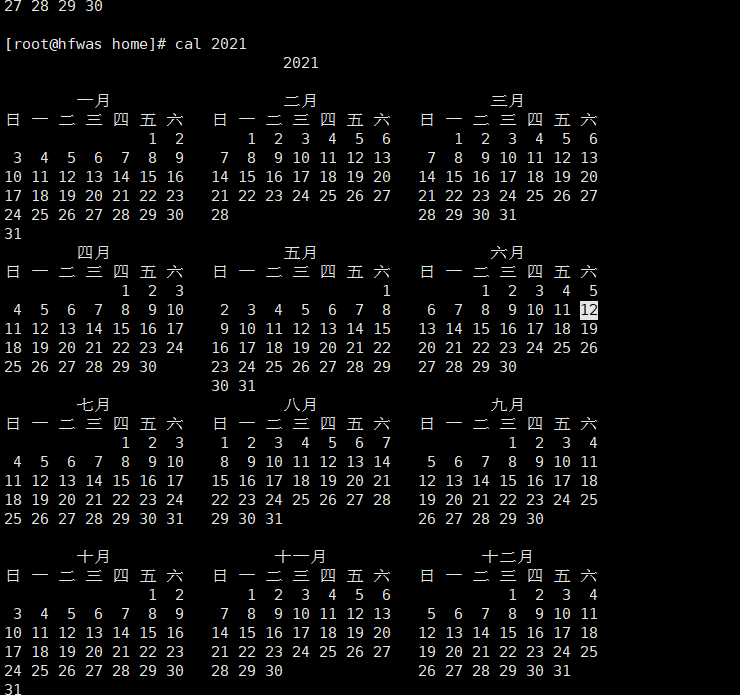 27 28 29 30
[root@hfwas home]# cal 2021
2021
一月 二月 三月
日 一 二 三 四 五 六 日 一 二 三 四 五 六 日 一 二 三 四 五 六
1 2 1 2 3 4 5 6 1 2 3 4 5 6
3 4 5 6 7 8 9 7 8 9 10 11 12 13 7 8 9 10 11 12 13
10 11 12 13 14 15 16 14 15 16 17 18 19 20 14 15 16 17 18 19 20
17 18 19 20 21 22 23 21 22 23 24 25 26 27 21 22 23 24 25 26 27
24 25 26 27 28 29 30 28 28 29 30 31
31
四月 五月 六月
日 一 二 三 四 五 六 日 一 二 三 四 五 六 日 一 二 三 四 五 六
1 2 3 1 1 2 3 4 5
4 5 6 7 8 9 10 2 3 4 5 6 7 8 6 7 8 9 10 11 12
11 12 13 14 15 16 17 9 10 11 12 13 14 15 13 14 15 16 17 18 19
18 19 20 21 22 23 24 16 17 18 19 20 21 22 20 21 22 23 24 25 26
25 26 27 28 29 30 23 24 25 26 27 28 29 27 28 29 30
30 31
七月 八月 九月
日 一 二 三 四 五 六 日 一 二 三 四 五 六 日 一 二 三 四 五 六
1 2 3 1 2 3 4 5 6 7 1 2 3 4
4 5 6 7 8 9 10 8 9 10 11 12 13 14 5 6 7 8 9 10 11
11 12 13 14 15 16 17 15 16 17 18 19 20 21 12 13 14 15 16 17 18
18 19 20 21 22 23 24 22 23 24 25 26 27 28 19 20 21 22 23 24 25
25 26 27 28 29 30 31 29 30 31 26 27 28 29 30
十月 十一月 十二月
日 一 二 三 四 五 六 日 一 二 三 四 五 六 日 一 二 三 四 五 六
1 2 1 2 3 4 5 6 1 2 3 4
3 4 5 6 7 8 9 7 8 9 10 11 12 13 5 6 7 8 9 10 11
10 11 12 13 14 15 16 14 15 16 17 18 19 20 12 13 14 15 16 17 18
17 18 19 20 21 22 23 21 22 23 24 25 26 27 19 20 21 22 23 24 25
24 25 26 27 28 29 30 28 29 30 26 27 28 29 30 31
31